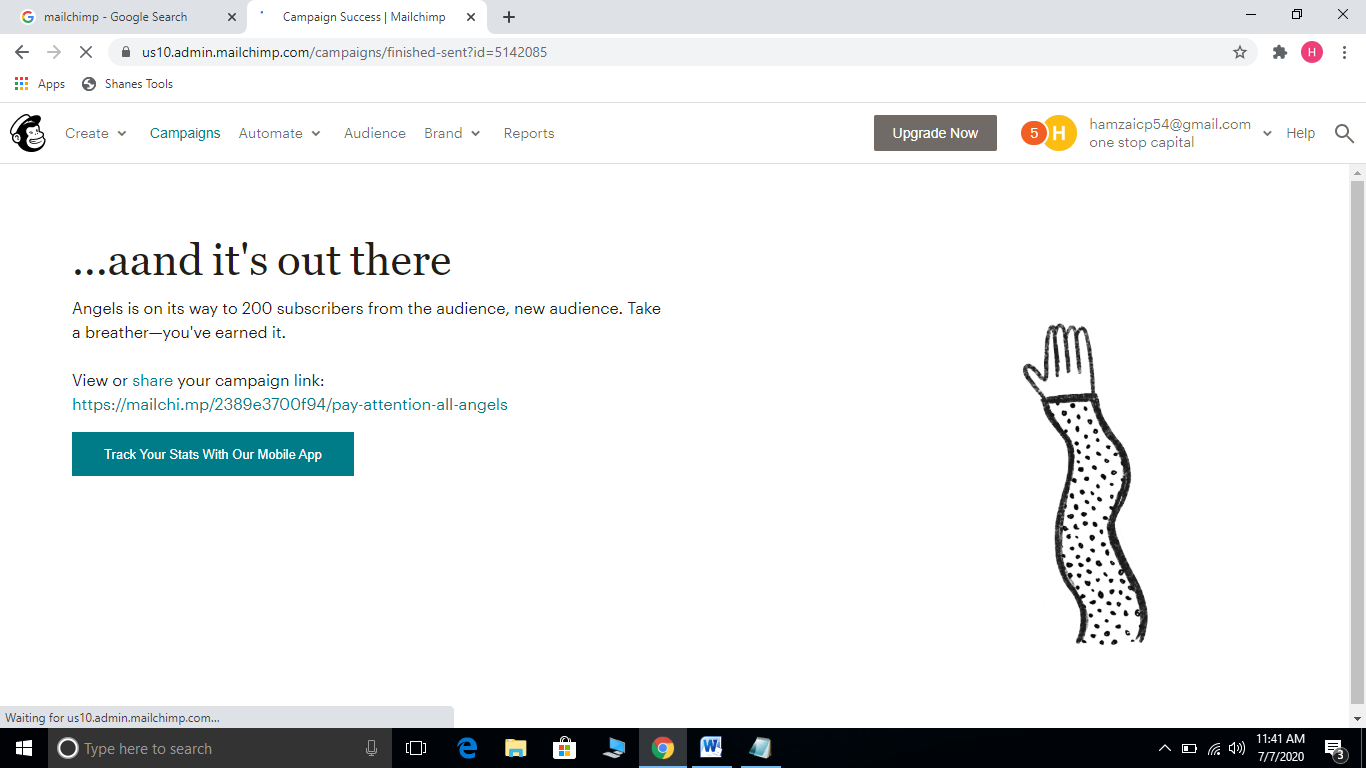 mailchimp - Google Search
Campaign Success | Mailchimp
us10.admin.mailchimp.com/campaigns/finished-sent?id=5142085
H
Apps
Shanes Tools
Create
Campaigns
Automate
Audience
Brand
Reports
Upgrade Now
5
H
hamzaicp54@gmail.com
one stop capital
Help
...aand it's out there
Angels is on its way to 200 subscribers from the audience, new audience. Take
a breather—you've earned it.
View or share your campaign link:
https://mailchi.mp/2389e3700f94/pay-attention-all-angels
Track Your Stats With Our Mobile App
Waiting for us10.admin.mailchimp.com...
Type here to search
11:41 AM
7/7/2020
3